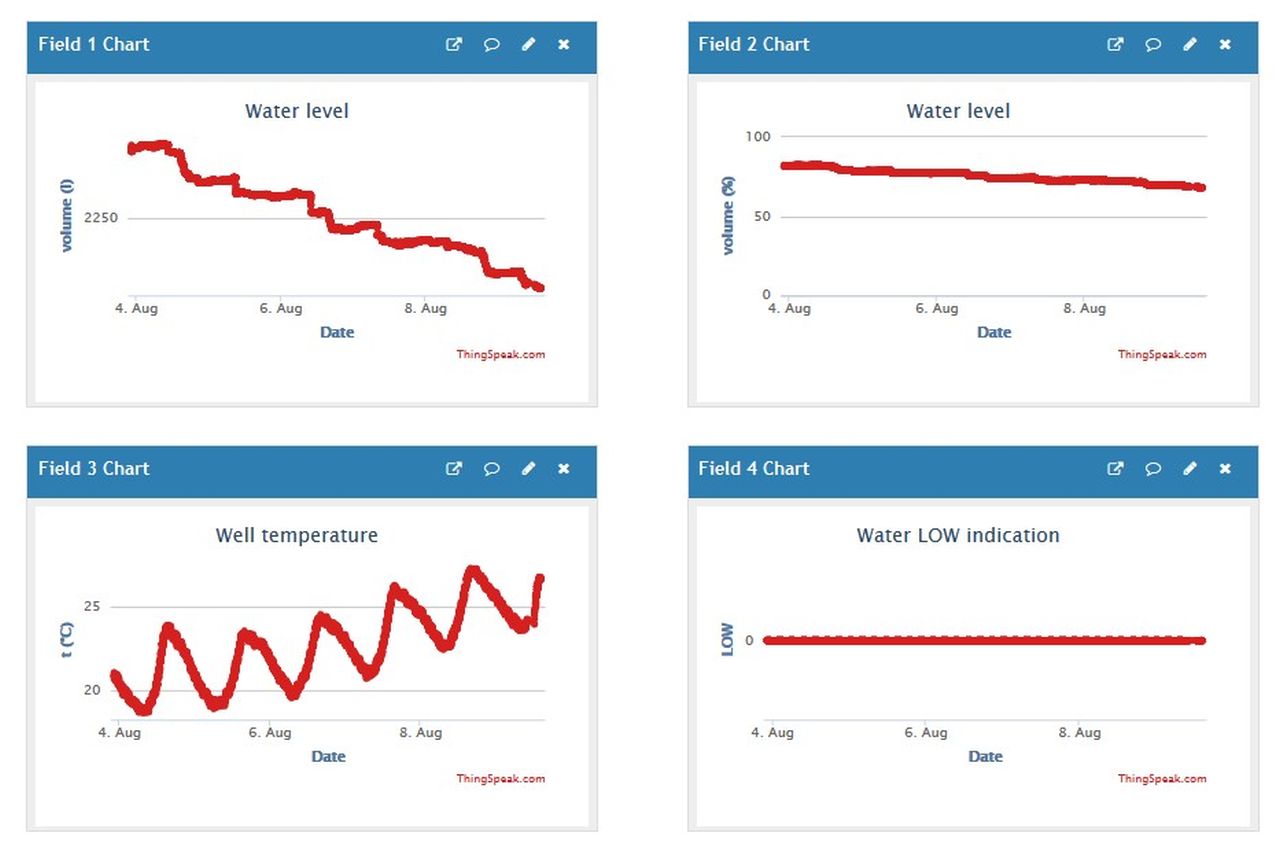 Field 1 Chart
Water level
volume (l)
2250
4. Aug 6. Aug 8. Aug
Date
ThingSpeak.com
Field 2 Chart
Water level
volume (%)
100
50
0
4. Aug 6. Aug 8. Aug
Date
ThingSpeak.com
Field 3 Chart
Well temperature
t (°C)
25
20
4. Aug 6. Aug 8. Aug
Date
ThingSpeak.com
Field 4 Chart
Water LOW indication
LOW
0
4. Aug 6. Aug 8. Aug
Date
ThingSpeak.com